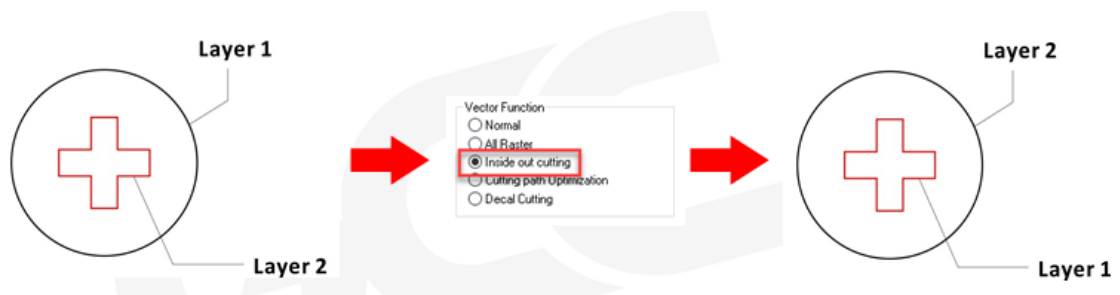 Layer 1
Layer 2
Vector Function
Normal
All Raster
Inside out cutting
Cutting path Optimization
Decal Cutting
Layer 2
Layer 1